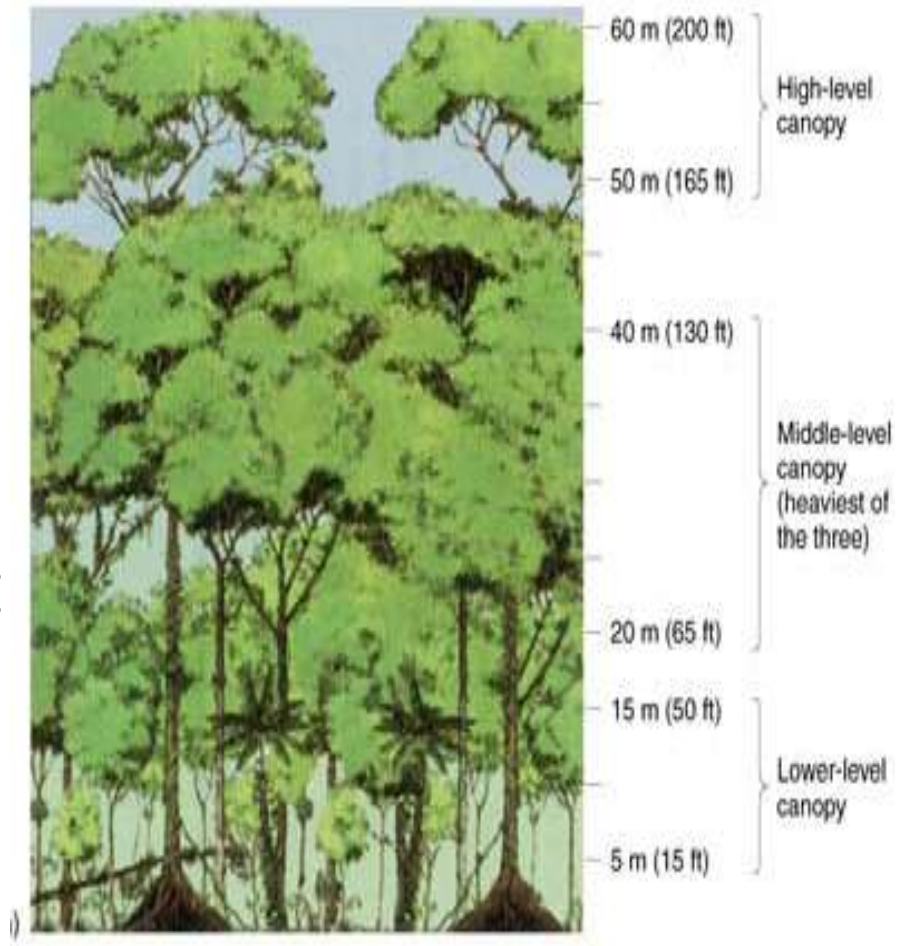 60 m (200 ft)
High-level
canopy
50 m (165 ft)
40 m (130 ft)
Middle-level
canopy
(heaviest of
the three)
20 m (65 ft)
15 m (50 ft)
Lower-level
canopy
5 m (15 ft)
)